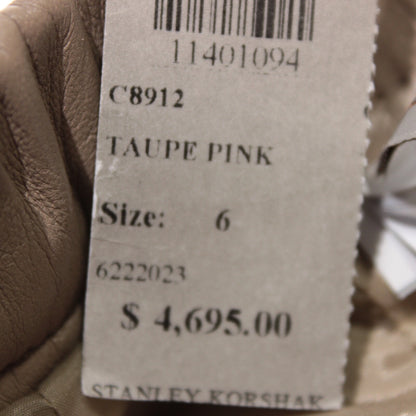 11401094
C8912
TAUPE PINK
Size: 6
6222023
$ 4,695.00
STANLEY KORSHAK